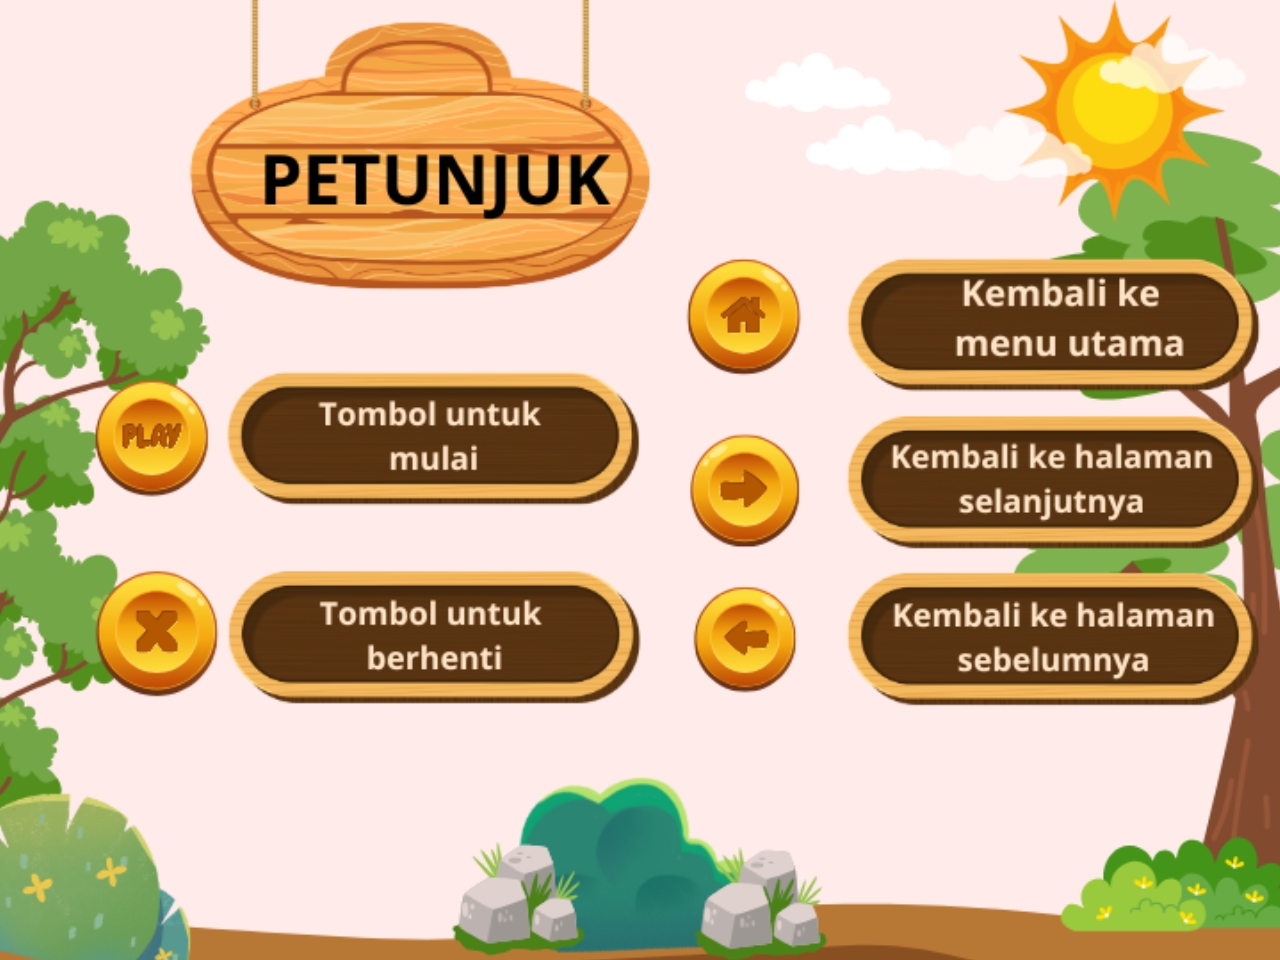 PETUNJUK
PLAY
Tombol untuk
mulai
Tombol untuk
berhenti
Kembali ke
menu utama
Kembali ke halaman
selanjutnya
Kembali ke halaman
sebelumnya